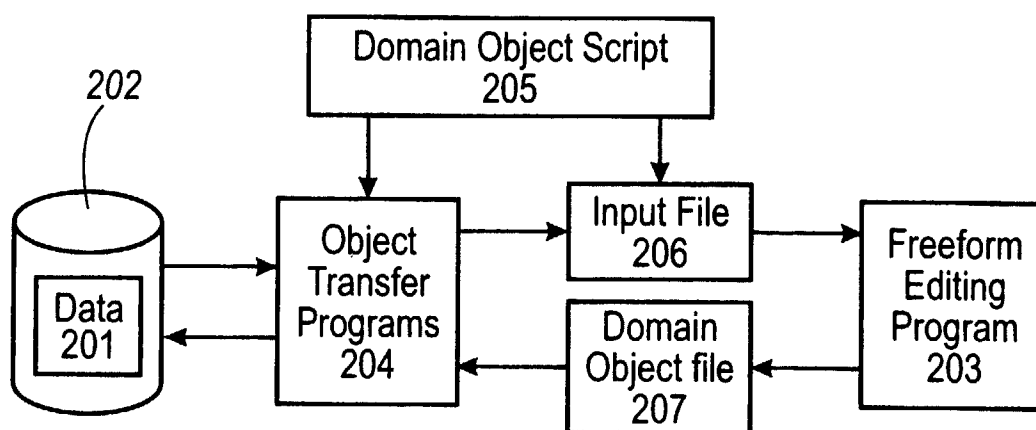 Domain Object Script
205
202
Data
201
Object
Transfer
Programs
204
Input File
206
Domain
Object file
207
Freeform
Editing
Program
203